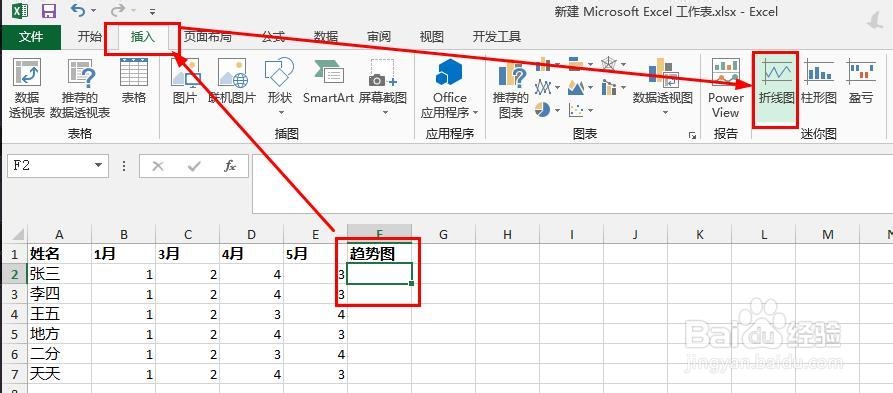 新建 Microsoft Excel 工作表.xlsx - Excel
文件 开始 插入 页面布局 公式 数据 审阅 视图 开发工具
数据透视表 推荐的数据透视表 表格 图片 联机图片 形状 SmartArt 屏幕截图 Office应用程序 推荐的图表 数据透视图 Power View 折线图 柱形图 盈亏
表格 插图 应用程序 图表 报告 迷你图
F2 fx
A B C D E F G H I J K L M N
1 姓名 1月 3月 4月 5月 趋势图
2 张三 1 2 4 3
3 李四 1 2 4 3
4 王五 1 2 3 4
5 地方 1 2 4 3
6 二分 1 2 3 4
7 天天 1 2 4 3
Baidu 经验
jingyan.baidu.com